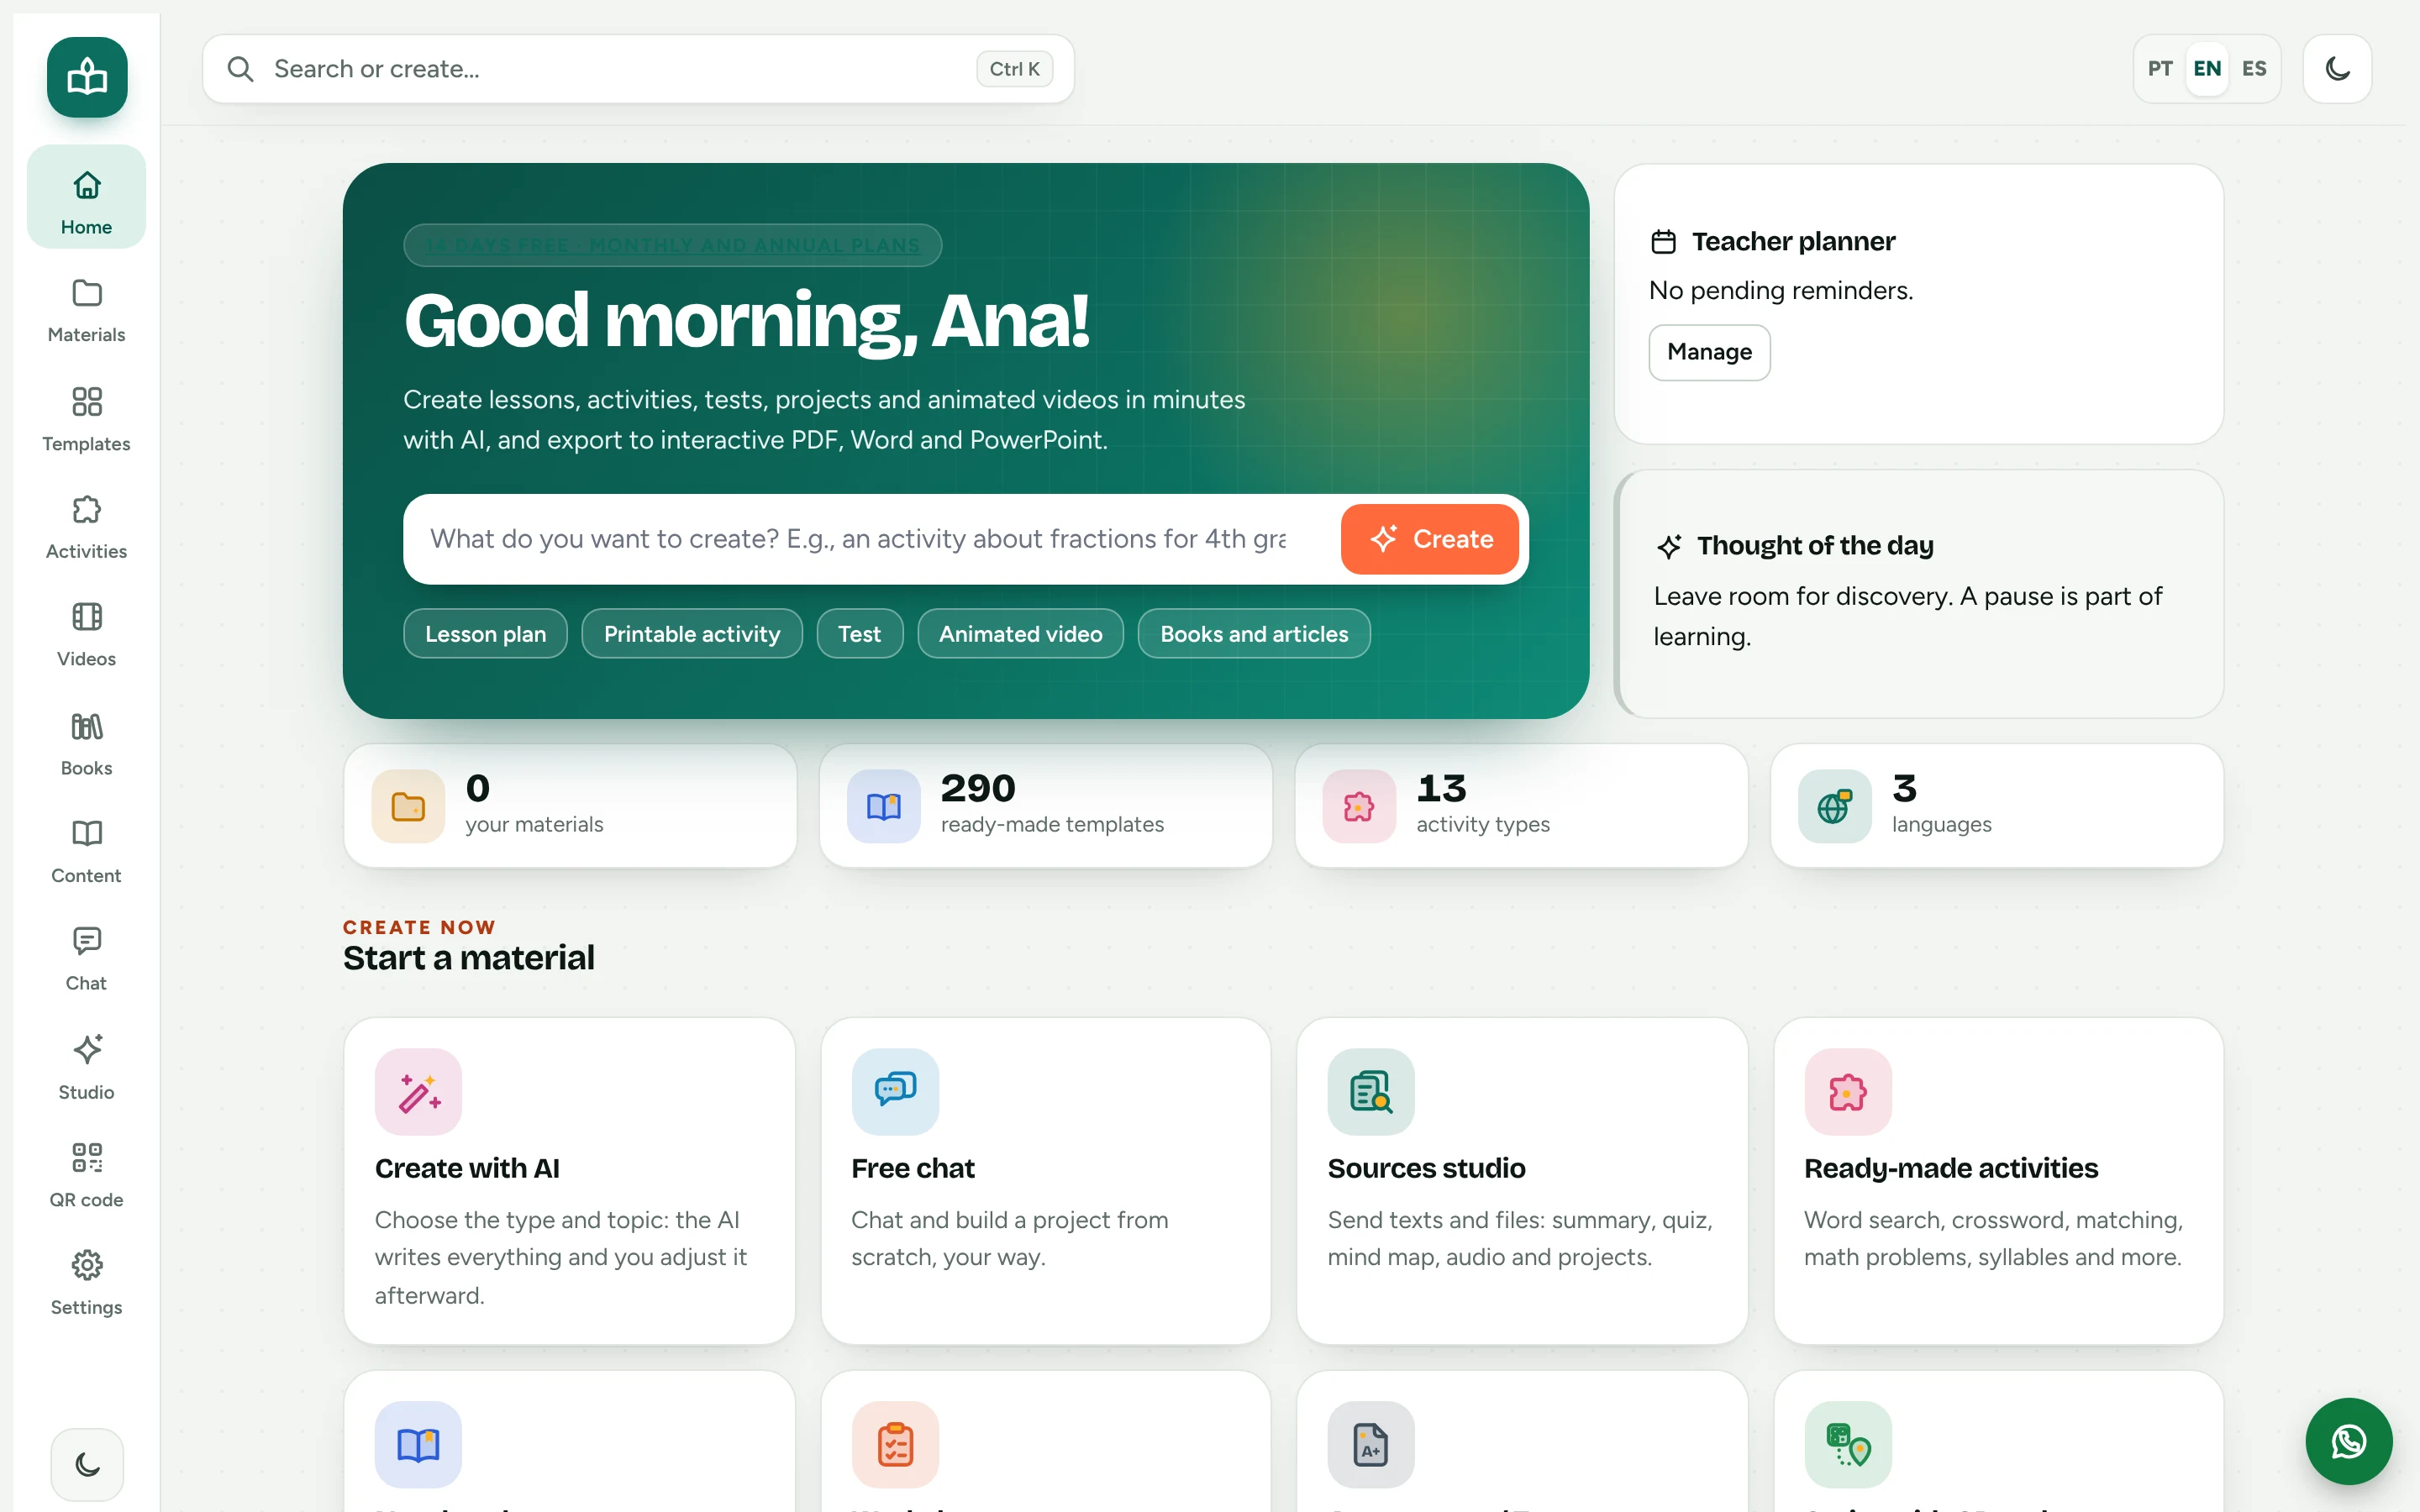 Search or create...
Ctrl K
PT EN ES
Home
Materials
Templates
Activities
Videos
Books
Content
Chat
Studio
QR code
Settings
14 DAYS FREE · MONTHLY AND ANNUAL PLANS
Good morning, Ana!
Create lessons, activities, tests, projects and animated videos in minutes
with AI, and export to interactive PDF, Word and PowerPoint.
What do you want to create? E.g., an activity about fractions for 4th gra
Create
Lesson plan
Printable activity
Test
Animated video
Books and articles
Teacher planner
No pending reminders.
Manage
Thought of the day
Leave room for discovery. A pause is part of
learning.
0
your materials
290
ready-made templates
13
activity types
3
languages
CREATE NOW
Start a material
Create with AI
Choose the type and topic: the AI
writes everything and you adjust it
afterward.
Free chat
Chat and build a project from
scratch, your way.
Sources studio
Send texts and files: summary, quiz,
mind map, audio and projects.
Ready-made activities
Word search, crossword, matching,
math problems, syllables and more.
A+